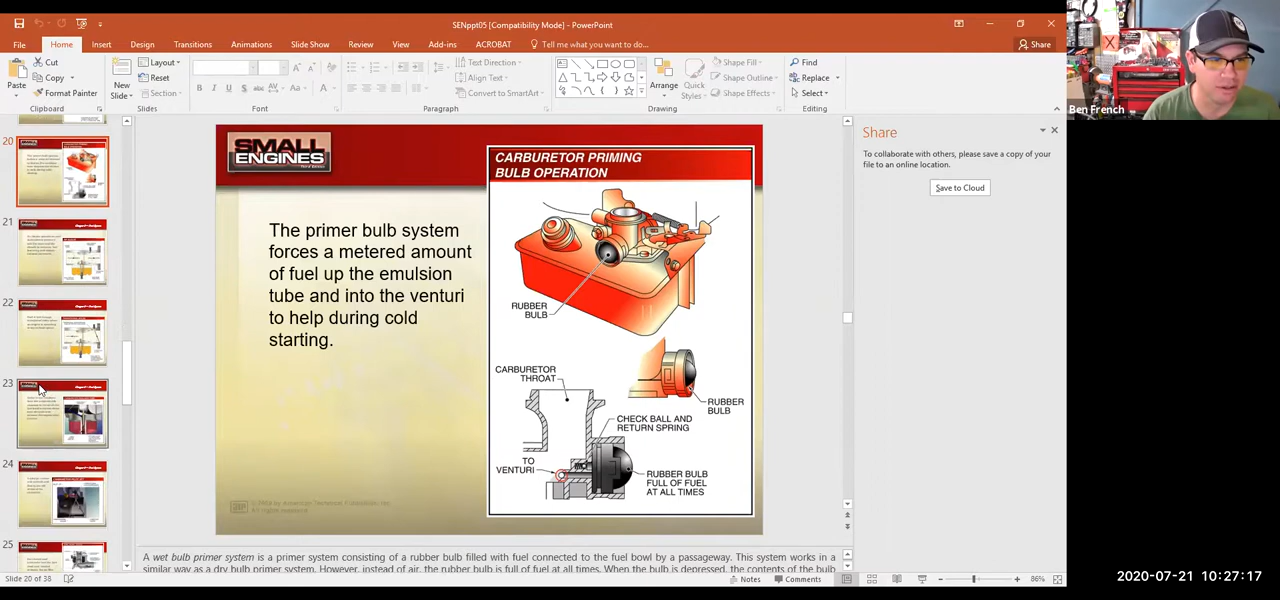 SENppt05 [Compatibility Mode] - PowerPoint
File Home Insert Design Transitions Animations Slide Show Review View Add-ins ACROBAT Tell me what you want to do... Share
Paste
Cut
Copy
Format Painter
Clipboard
New Slide
Layout
Reset
Section
Slides
B I U S abc AV Aa A
Font
Paragraph
Text Direction
Align Text
Convert to SmartArt
Arrange
Quick Styles
Shape Fill
Shape Outline
Shape Effects
Drawing
Find
Replace
Select
Editing
Ben French
20
21
22
23
24
25
SMALL
ENGINES
The primer bulb system
forces a metered amount
of fuel up the emulsion
tube and into the venturi
to help during cold
starting.
CARBURETOR PRIMING
BULB OPERATION
RUBBER
BULB
CARBURETOR
THROAT
RUBBER
BULB
CHECK BALL AND
RETURN SPRING
TO
VENTURI
RUBBER BULB
FULL OF FUEL
AT ALL TIMES
Share
To collaborate with others, please save a copy of your
file to an online location.
Save to Cloud
A wet bulb primer system is a primer system consisting of a rubber bulb filled with fuel connected to the fuel bowl by a passageway. This system works in a
similar way as a dry bulb primer system. However, instead of air, the rubber bulb is full of fuel at all times. When the bulb is depressed, the contents of the bulb
Slide 20 of 38 Notes Comments 86%
2020-07-21 10:27:17